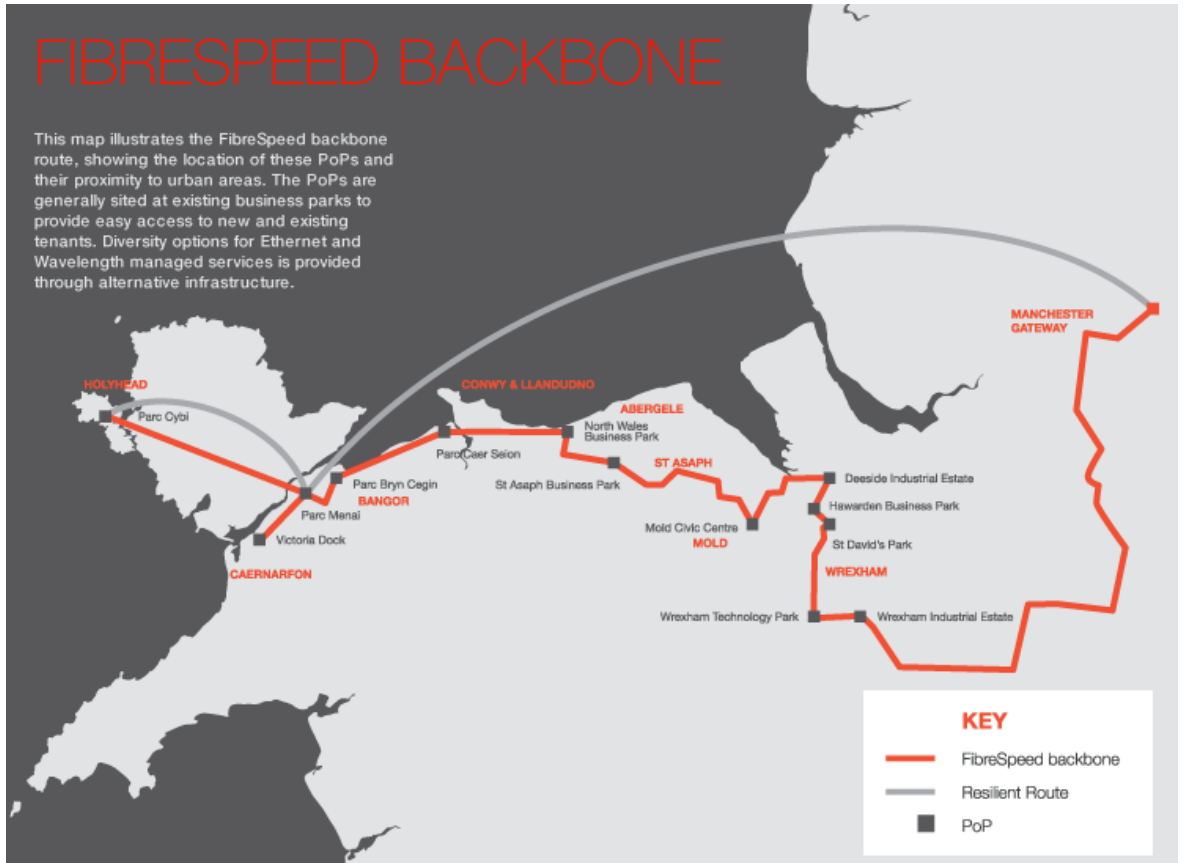 FIBRESPEED BACKBONE
This map illustrates the FibreSpeed backbone
route, showing the location of these PoPs and
their proximity to urban areas. The PoPs are
generally sited at existing business parks to
provide easy access to new and existing
tenants. Diversity options for Ethernet and
Wavelength managed services is provided
through alternative infrastructure.
MANCHESTER
GATEWAY
HOLYHEAD
Parc Cybi
CONWY & LLANDUDNO
ABERGELE
North Wales
Business Park
Parc Caer Seion
ST ASAPH
St Asaph Business Park
Parc Bryn Cegin
BANGOR
Parc Menai
Victoria Dock
CAERNARFON
Deeside Industrial Estate
Hawarden Business Park
Mold Civic Centre
MOLD
St David's Park
WREXHAM
Wrexham Technology Park
Wrexham Industrial Estate
KEY
FibreSpeed backbone
Resilient Route
PoP